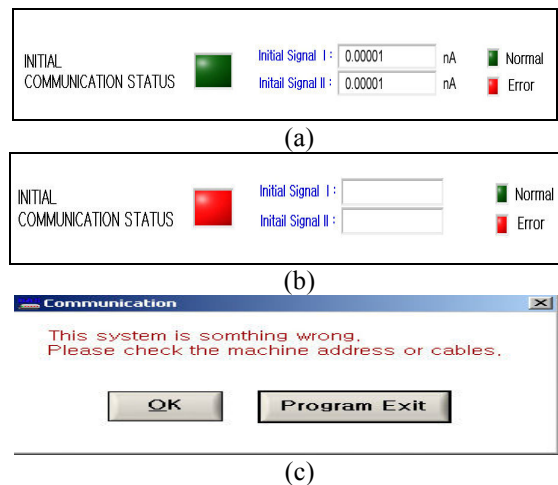 INITIAL
COMMUNICATION STATUS
Initial Signal I : 0.00001 nA
Initail Signal II : 0.00001 nA
Normal
Error
(a)
INITIAL
COMMUNICATION STATUS
Initial Signal I :
Initail Signal II :
Normal
Error
(b)
Communication
This system is somthing wrong,
Please check the machine address or cables,
OK
Program Exit
(c)